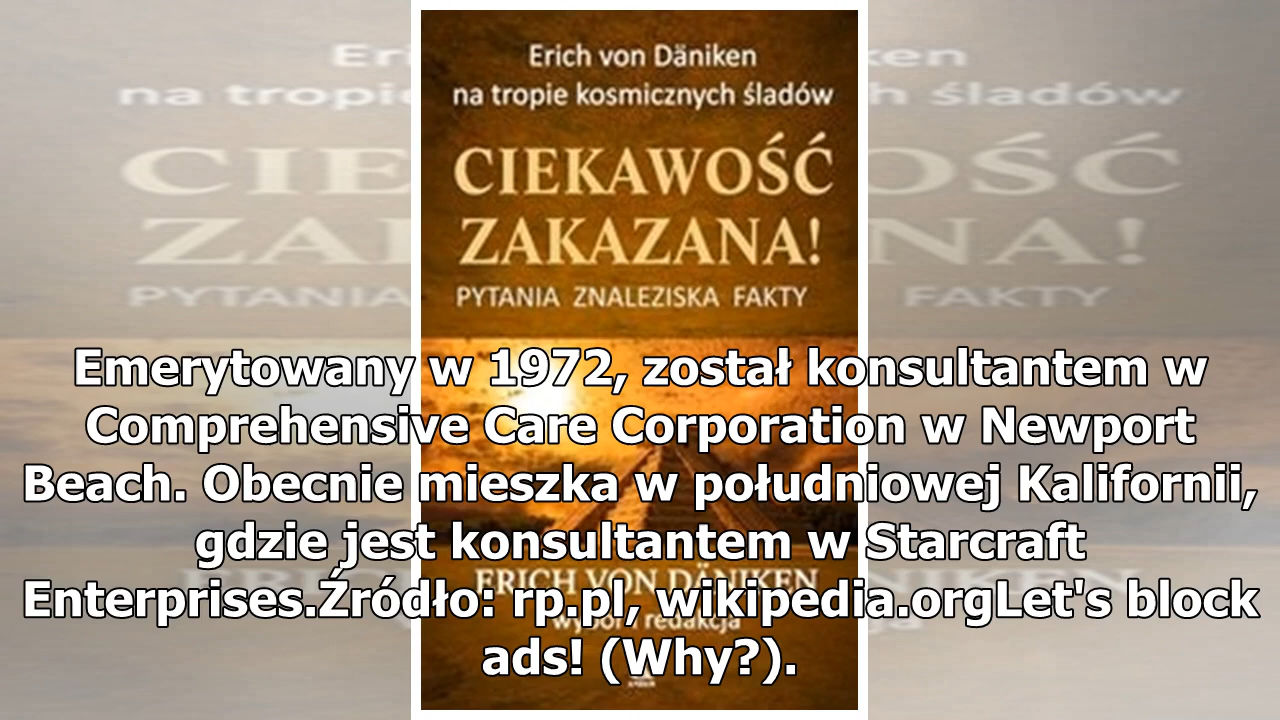 Erich von Däniken
na tropie kosmicznych śladów
CIEKAWOŚĆ
ZAKAZANA!
PYTANIA ZNALEZISKA FAKTY
Emerytowany w 1972, został konsultantem w
Comprehensive Care Corporation w Newport
Beach. Obecnie mieszka w południowej Kalifornii,
gdzie jest konsultantem w Starcraft
ERICH VON DÄNIKEN
Enterprises.Źródło: rp.pl, wikipedia.orgLet's block
wybór i redakcja
ads! (Why?).